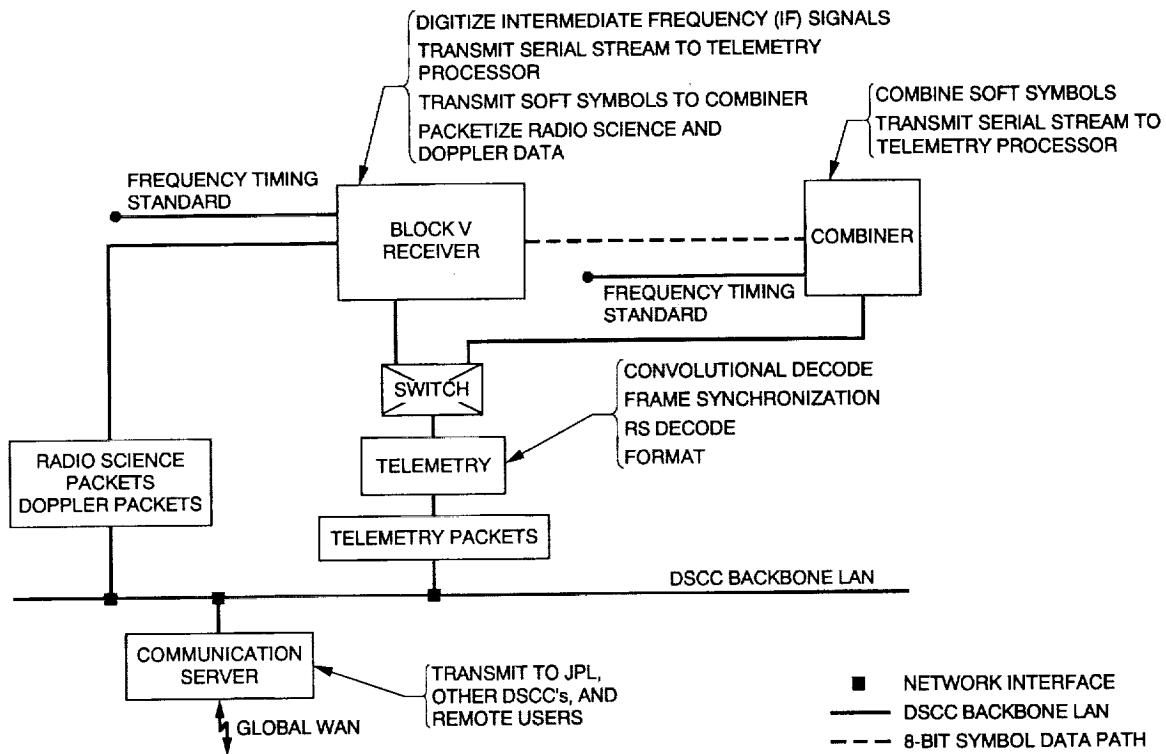 DIGITIZE INTERMEDIATE FREQUENCY (IF) SIGNALS
TRANSMIT SERIAL STREAM TO TELEMETRY
PROCESSOR
TRANSMIT SOFT SYMBOLS TO COMBINER
PACKETIZE RADIO SCIENCE AND
DOPPLER DATA
COMBINE SOFT SYMBOLS
TRANSMIT SERIAL STREAM TO
TELEMETRY PROCESSOR
FREQUENCY TIMING
STANDARD
BLOCK V
RECEIVER
COMBINER
FREQUENCY TIMING
STANDARD
SWITCH
CONVOLUTIONAL DECODE
FRAME SYNCHRONIZATION
RS DECODE
FORMAT
TELEMETRY
RADIO SCIENCE
PACKETS
DOPPLER PACKETS
TELEMETRY PACKETS
DSCC BACKBONE LAN
COMMUNICATION
SERVER
TRANSMIT TO JPL,
OTHER DSCC's, AND
REMOTE USERS
GLOBAL WAN
NETWORK INTERFACE
DSCC BACKBONE LAN
8-BIT SYMBOL DATA PATH